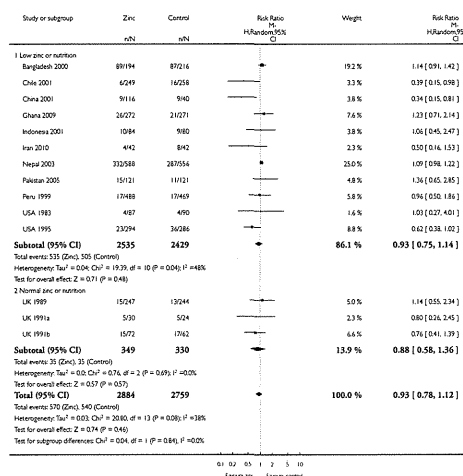 Study or subgroup Zinc Control Risk Ratio Weight Risk Ratio
M- M-
H,Random,95% H,Random,95%
n/N n/N CI CI
1 Low zinc or nutrition
Bangladesh 2000 89/194 87/216 19.2 % 1.14 [ 0.91, 1.42 ]
Chile 2001 6/249 16/258 3.3 % 0.39 [ 0.15, 0.98 ]
China 2001 9/116 9/40 3.8 % 0.34 [ 0.15, 0.81 ]
Ghana 2009 26/272 21/271 7.6 % 1.23 [ 0.71, 2.14 ]
Indonesia 2001 10/84 9/80 3.8 % 1.06 [ 0.45, 2.47 ]
Iran 2010 4/42 8/42 2.3 % 0.50 [ 0.16, 1.53 ]
Nepal 2003 332/588 287/556 25.0 % 1.09 [ 0.98, 1.22 ]
Pakistan 2005 15/121 11/121 4.8 % 1.36 [ 0.65, 2.85 ]
Peru 1999 17/488 17/469 5.8 % 0.96 [ 0.50, 1.86 ]
USA 1983 4/87 4/90 1.6 % 1.03 [ 0.27, 4.01 ]
USA 1995 23/294 36/286 8.8 % 0.62 [ 0.38, 1.02 ]
Subtotal (95% CI) 2535 2429 86.1 % 0.93 [ 0.75, 1.14 ]
Total events: 535 (Zinc), 505 (Control)
Heterogeneity: Tau² = 0.04; Chi² = 19.39, df = 10 (P = 0.04); I² =48%
Test for overall effect: Z = 0.71 (P = 0.48)
2 Normal zinc or nutrition
UK 1989 15/247 13/244 5.0 % 1.14 [ 0.55, 2.34 ]
UK 1991a 5/30 5/24 2.3 % 0.80 [ 0.26, 2.45 ]
UK 1991b 15/72 17/62 6.6 % 0.76 [ 0.41, 1.39 ]
Subtotal (95% CI) 349 330 13.9 % 0.88 [ 0.58, 1.36 ]
Total events: 35 (Zinc), 35 (Control)
Heterogeneity: Tau² = 0.0; Chi² = 0.76, df = 2 (P = 0.69); I² =0.0%
Test for overall effect: Z = 0.57 (P = 0.57)
Total (95% CI) 2884 2759 100.0 % 0.93 [ 0.78, 1.12 ]
Total events: 570 (Zinc), 540 (Control)
Heterogeneity: Tau² = 0.03; Chi² = 20.80, df = 13 (P = 0.08); I² =38%
Test for overall effect: Z = 0.74 (P = 0.46)
Test for subgroup differences: Chi² = 0.04, df = 1 (P = 0.84), I² =0.0%
0.1 0.2 0.5 1 2 5 10